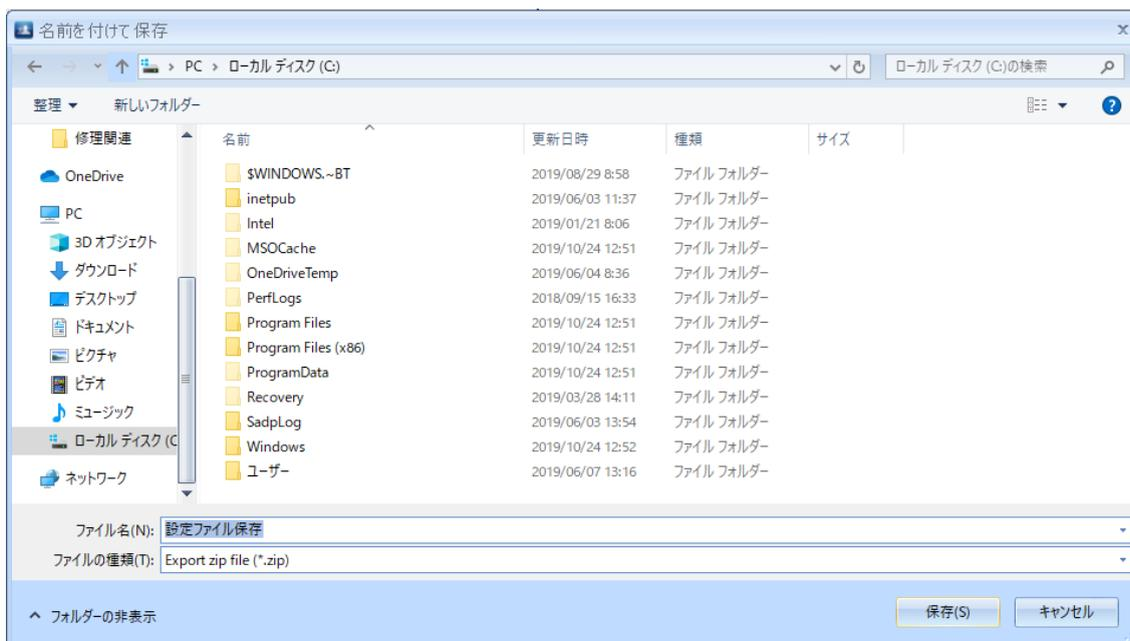 名前を付けて保存
PC › ローカル ディスク (C:)
ローカル ディスク (C:)の検索
整理 新しいフォルダー
名前 更新日時 種類 サイズ
修理関連
OneDrive
PC
3D オブジェクト
ダウンロード
デスクトップ
ドキュメント
ピクチャ
ビデオ
ミュージック
ローカル ディスク (C
ネットワーク
$WINDOWS.~BT 2019/08/29 8:58 ファイル フォルダー
inetpub 2019/06/03 11:37 ファイル フォルダー
Intel 2019/01/21 8:06 ファイル フォルダー
MSOCache 2019/10/24 12:51 ファイル フォルダー
OneDriveTemp 2019/06/04 8:36 ファイル フォルダー
PerfLogs 2018/09/15 16:33 ファイル フォルダー
Program Files 2019/10/24 12:51 ファイル フォルダー
Program Files (x86) 2019/10/24 12:51 ファイル フォルダー
ProgramData 2019/10/24 12:51 ファイル フォルダー
Recovery 2019/03/28 14:11 ファイル フォルダー
SadpLog 2019/06/03 13:54 ファイル フォルダー
Windows 2019/10/24 12:52 ファイル フォルダー
ユーザー 2019/06/07 13:16 ファイル フォルダー
ファイル名(N): 設定ファイル保存
ファイルの種類(T): Export zip file (*.zip)
フォルダーの非表示
保存(S) キャンセル